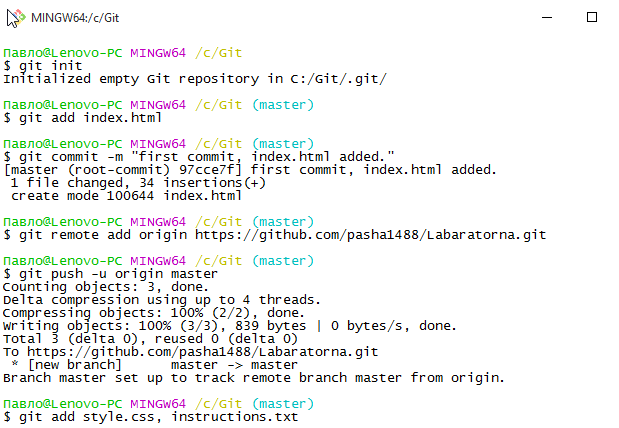 MINGW64:/c/Git
Павло@Lenovo-PC MINGW64 /c/Git
$ git init
Initialized empty Git repository in C:/Git/.git/
Павло@Lenovo-PC MINGW64 /c/Git (master)
$ git add index.html
Павло@Lenovo-PC MINGW64 /c/Git (master)
$ git commit -m "first commit, index.html added."
[master (root-commit) 97cce7f] first commit, index.html added.
 1 file changed, 34 insertions(+)
 create mode 100644 index.html
Павло@Lenovo-PC MINGW64 /c/Git (master)
$ git remote add origin https://github.com/pasha1488/Labaratorna.git
Павло@Lenovo-PC MINGW64 /c/Git (master)
$ git push -u origin master
Counting objects: 3, done.
Delta compression using up to 4 threads.
Compressing objects: 100% (2/2), done.
Writing objects: 100% (3/3), 839 bytes | 0 bytes/s, done.
Total 3 (delta 0), reused 0 (delta 0)
To https://github.com/pasha1488/Labaratorna.git
 * [new branch]      master -> master
Branch master set up to track remote branch master from origin.
Павло@Lenovo-PC MINGW64 /c/Git (master)
$ git add style.css, instructions.txt